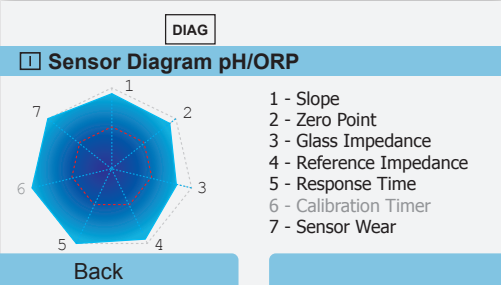 DIAG
Sensor Diagram pH/ORP
1
2
3
4
5
6
7
1 - Slope
2 - Zero Point
3 - Glass Impedance
4 - Reference Impedance
5 - Response Time
6 - Calibration Timer
7 - Sensor Wear
Back